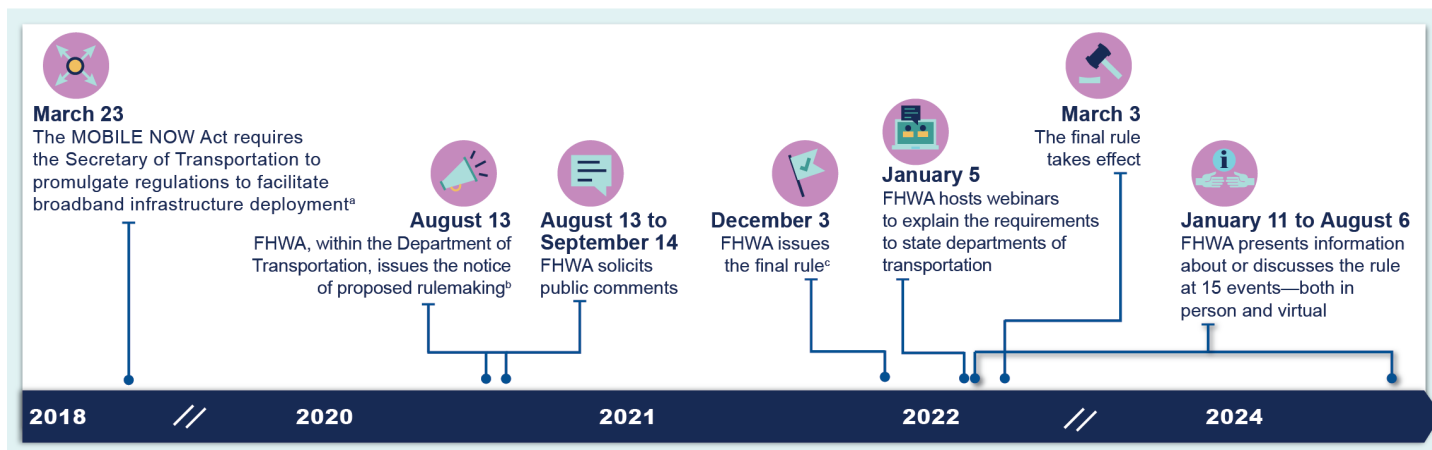 March 23
The MOBILE NOW Act requires
the Secretary of Transportation to
promulgate regulations to facilitate
broadband infrastructure deploymentᵃ
August 13
FHWA, within the Department of
Transportation, issues the notice
of proposed rulemakingᵇ
August 13 to
September 14
FHWA solicits
public comments
December 3
FHWA issues
the final ruleᶜ
January 5
FHWA hosts webinars
to explain the requirements
to state departments of
transportation
March 3
The final rule
takes effect
January 11 to August 6
FHWA presents information
about or discusses the rule
at 15 events—both in
person and virtual
2018 // 2020 2021 2022 // 2024